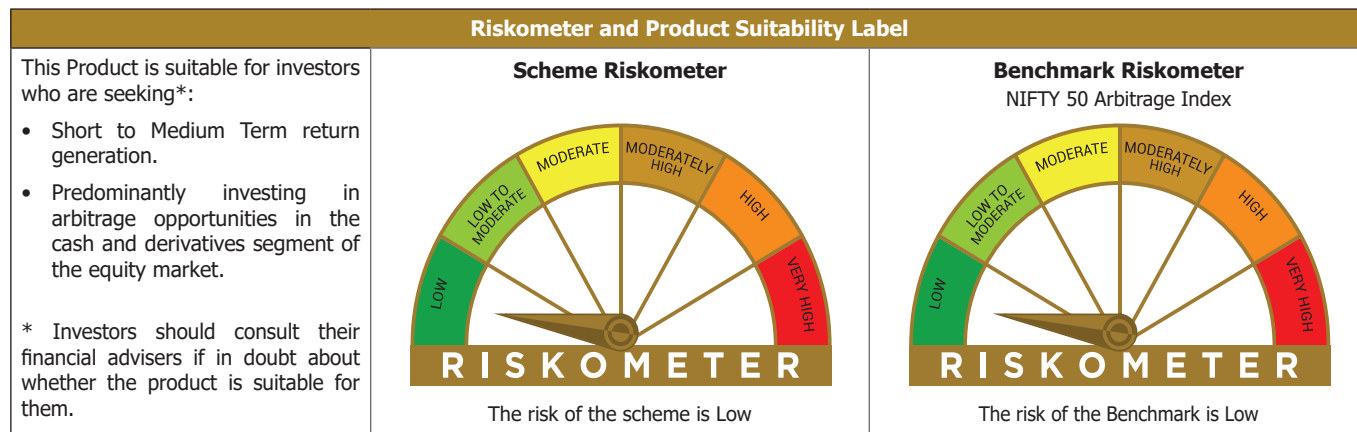 Riskometer and Product Suitability Label
This Product is suitable for investors
who are seeking*:
• Short to Medium Term return
generation.
• Predominantly investing in
arbitrage opportunities in the
cash and derivatives segment of
the equity market.
* Investors should consult their
financial advisers if in doubt about
whether the product is suitable for
them.
Scheme Riskometer
LOW
LOW TO
MODERATE
MODERATE
MODERATELY
HIGH
HIGH
VERY HIGH
RISKOMETER
The risk of the scheme is Low
Benchmark Riskometer
NIFTY 50 Arbitrage Index
LOW
LOW TO
MODERATE
MODERATE
MODERATELY
HIGH
HIGH
VERY HIGH
RISKOMETER
The risk of the Benchmark is Low